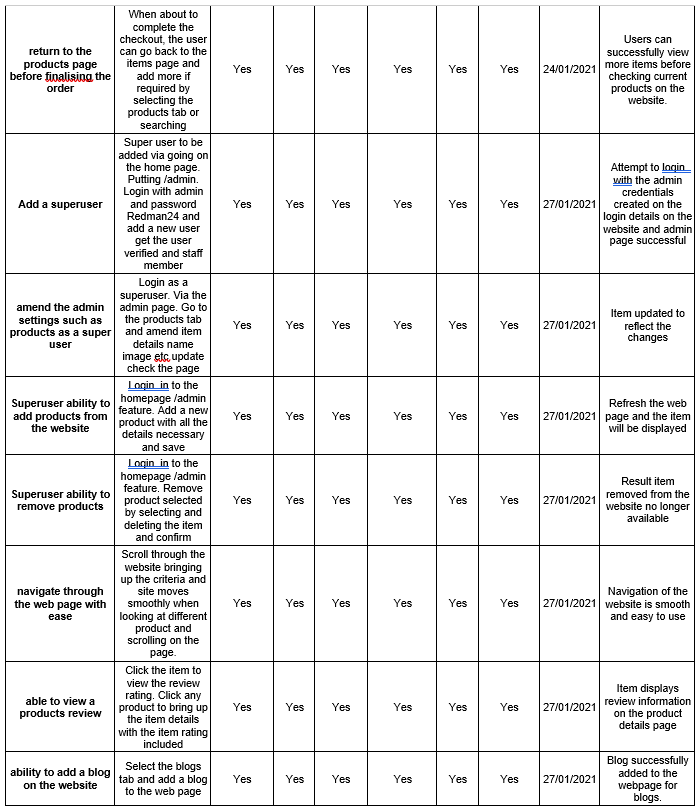 return to the
products page
before finalising the
order
When about to
complete the
checkout, the user
can go back to the
items page and
add more if
required by
selecting the
products tab or
searching
Yes
Yes
Yes
Yes
Yes
Yes
24/01/2021
Users can
successfully view
more items before
checking current
products on the
website.
Add a superuser
Super user to be
added via going on
the home page.
Putting /admin.
Login with admin
and password
Redman24 and
add a new user
get the user
verified and staff
member
Yes
Yes
Yes
Yes
Yes
Yes
27/01/2021
Attempt to login
with the admin
credentials
created on the
login details on the
website and admin
page successful
amend the admin
settings such as
products as a super
user
Login as a
superuser. Via the
admin page. Go to
the products tab
and amend item
details name
image etc update
check the page
Yes
Yes
Yes
Yes
Yes
Yes
27/01/2021
Item updated to
reflect the
changes
Superuser ability to
add products from
the website
Login in to the
homepage /admin
feature. Add a new
product with all the
details necessary
and save
Yes
Yes
Yes
Yes
Yes
Yes
27/01/2021
Refresh the web
page and the item
will be displayed
Superuser ability to
remove products
Login in to the
homepage /admin
feature. Remove
product selected
by selecting and
deleting the item
and confirm
Yes
Yes
Yes
Yes
Yes
Yes
27/01/2021
Result item
removed from the
website no longer
available
navigate through
the web page with
ease
Scroll through the
website bringing
up the criteria and
site moves
smoothly when
looking at different
product and
scrolling on the
page.
Yes
Yes
Yes
Yes
Yes
Yes
27/01/2021
Navigation of the
website is smooth
and easy to use
able to view a
products review
Click the item to
view the review
rating. Click any
product to bring up
the item details
with the item rating
included
Yes
Yes
Yes
Yes
Yes
Yes
27/01/2021
Item displays
review information
on the product
details page
ability to add a blog
on the website
Select the blogs
tab and add a blog
to the web page
Yes
Yes
Yes
Yes
Yes
Yes
27/01/2021
Blog successfully
added to the
webpage for
blogs.